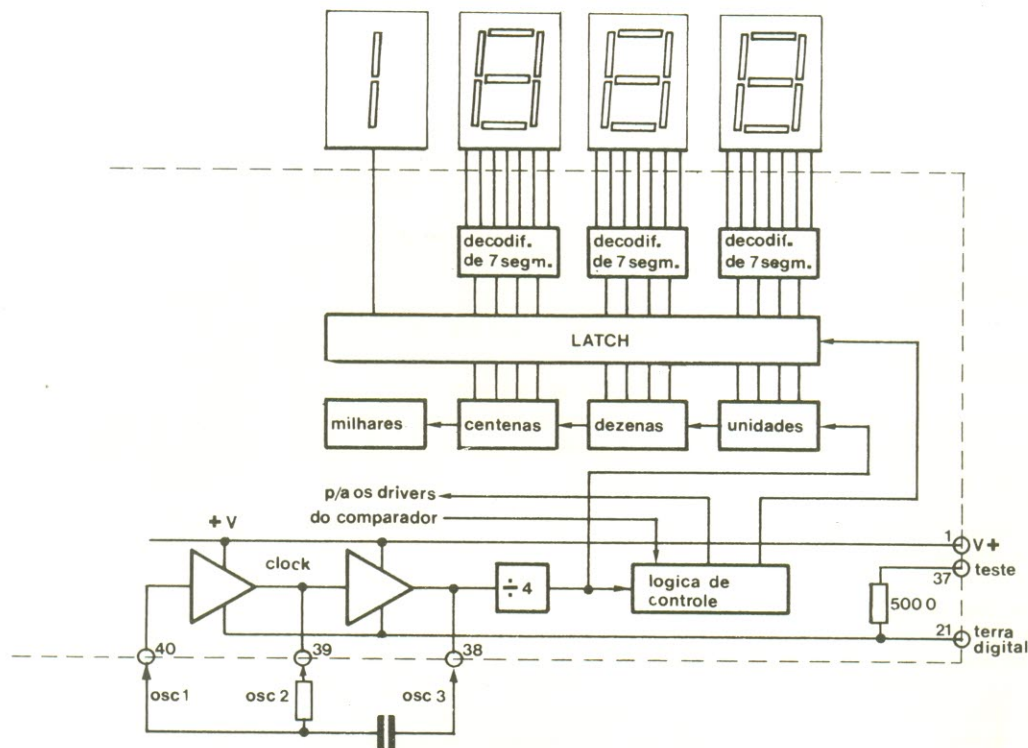 decodif.
de 7 segm.
decodif.
de 7 segm.
decodif.
de 7 segm.
LATCH
milhares
centenas
dezenas
unidades
p/a os drivers
do comparador
+ V
clock
÷4
logica de
controle
1
V+
37
teste
500 0
21
terra
digital
40
39
38
osc 1
osc 2
osc 3